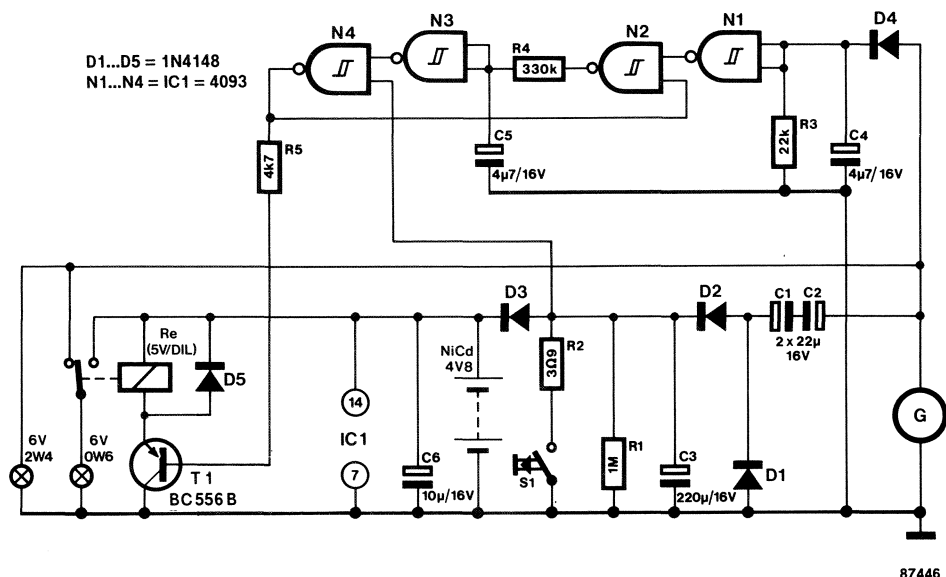 D1...D5 = 1N4148
N1...N4 = IC1 = 4093
N4
N3
N2
N1
D4
R4
330k
R5
4k7
C5
4µ7/16V
R3
22k
C4
4µ7/16V
Re
(5V/DIL)
D5
D3
D2
C1
C2
2 x 22µ
16V
NiCd
4V8
R2
3Ω9
14
IC1
7
G
6V
2W4
6V
0W6
T1
BC556B
C6
10µ/16V
S1
R1
1M
C3
220µ/16V
D1
87446